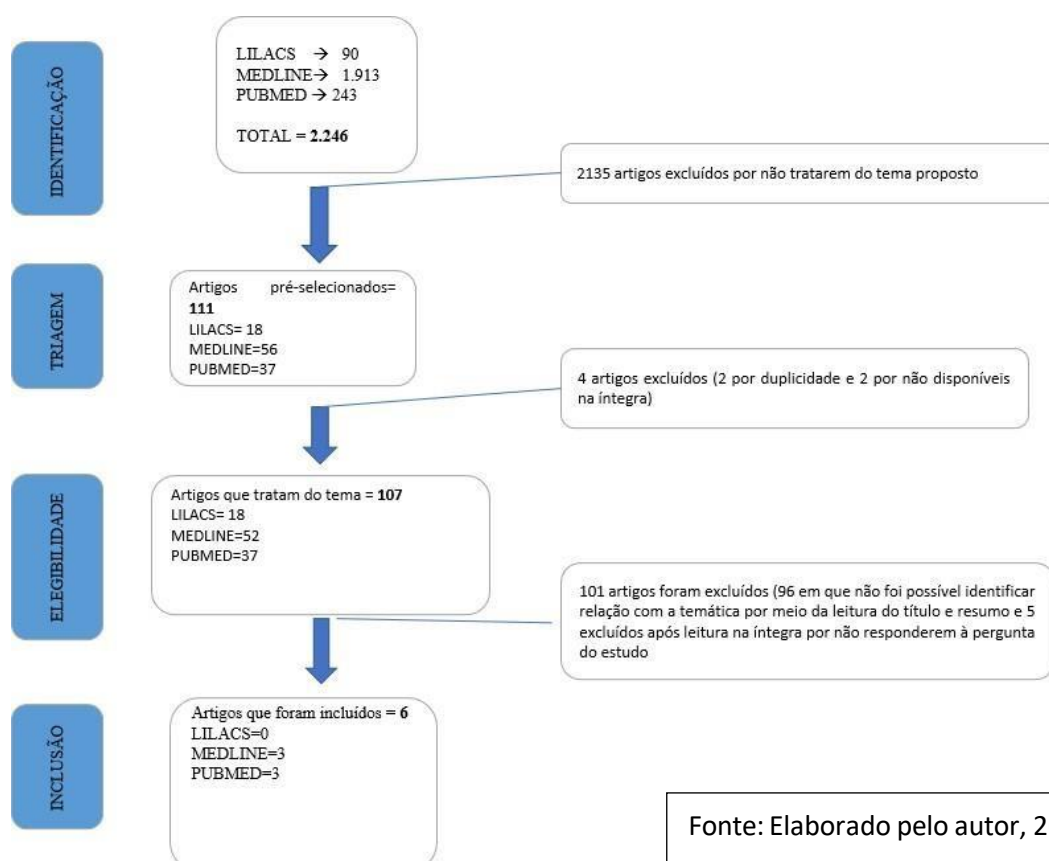 IDENTIFICAÇÃO
LILACS → 90
MEDLINE→ 1.913
PUBMED → 243
TOTAL = 2.246
2135 artigos excluídos por não tratarem do tema proposto
TRIAGEM
Artigos pré-selecionados=
111
LILACS= 18
MEDLINE=56
PUBMED=37
4 artigos excluídos (2 por duplicidade e 2 por não disponíveis
na íntegra)
ELEGIBILIDADE
Artigos que tratam do tema = 107
LILACS= 18
MEDLINE=52
PUBMED=37
101 artigos foram excluídos (96 em que não foi possível identificar
relação com a temática por meio da leitura do título e resumo e 5
excluídos após leitura na íntegra por não responderem à pergunta
do estudo
INCLUSÃO
Artigos que foram incluídos = 6
LILACS=0
MEDLINE=3
PUBMED=3
Fonte: Elaborado pelo autor, 2